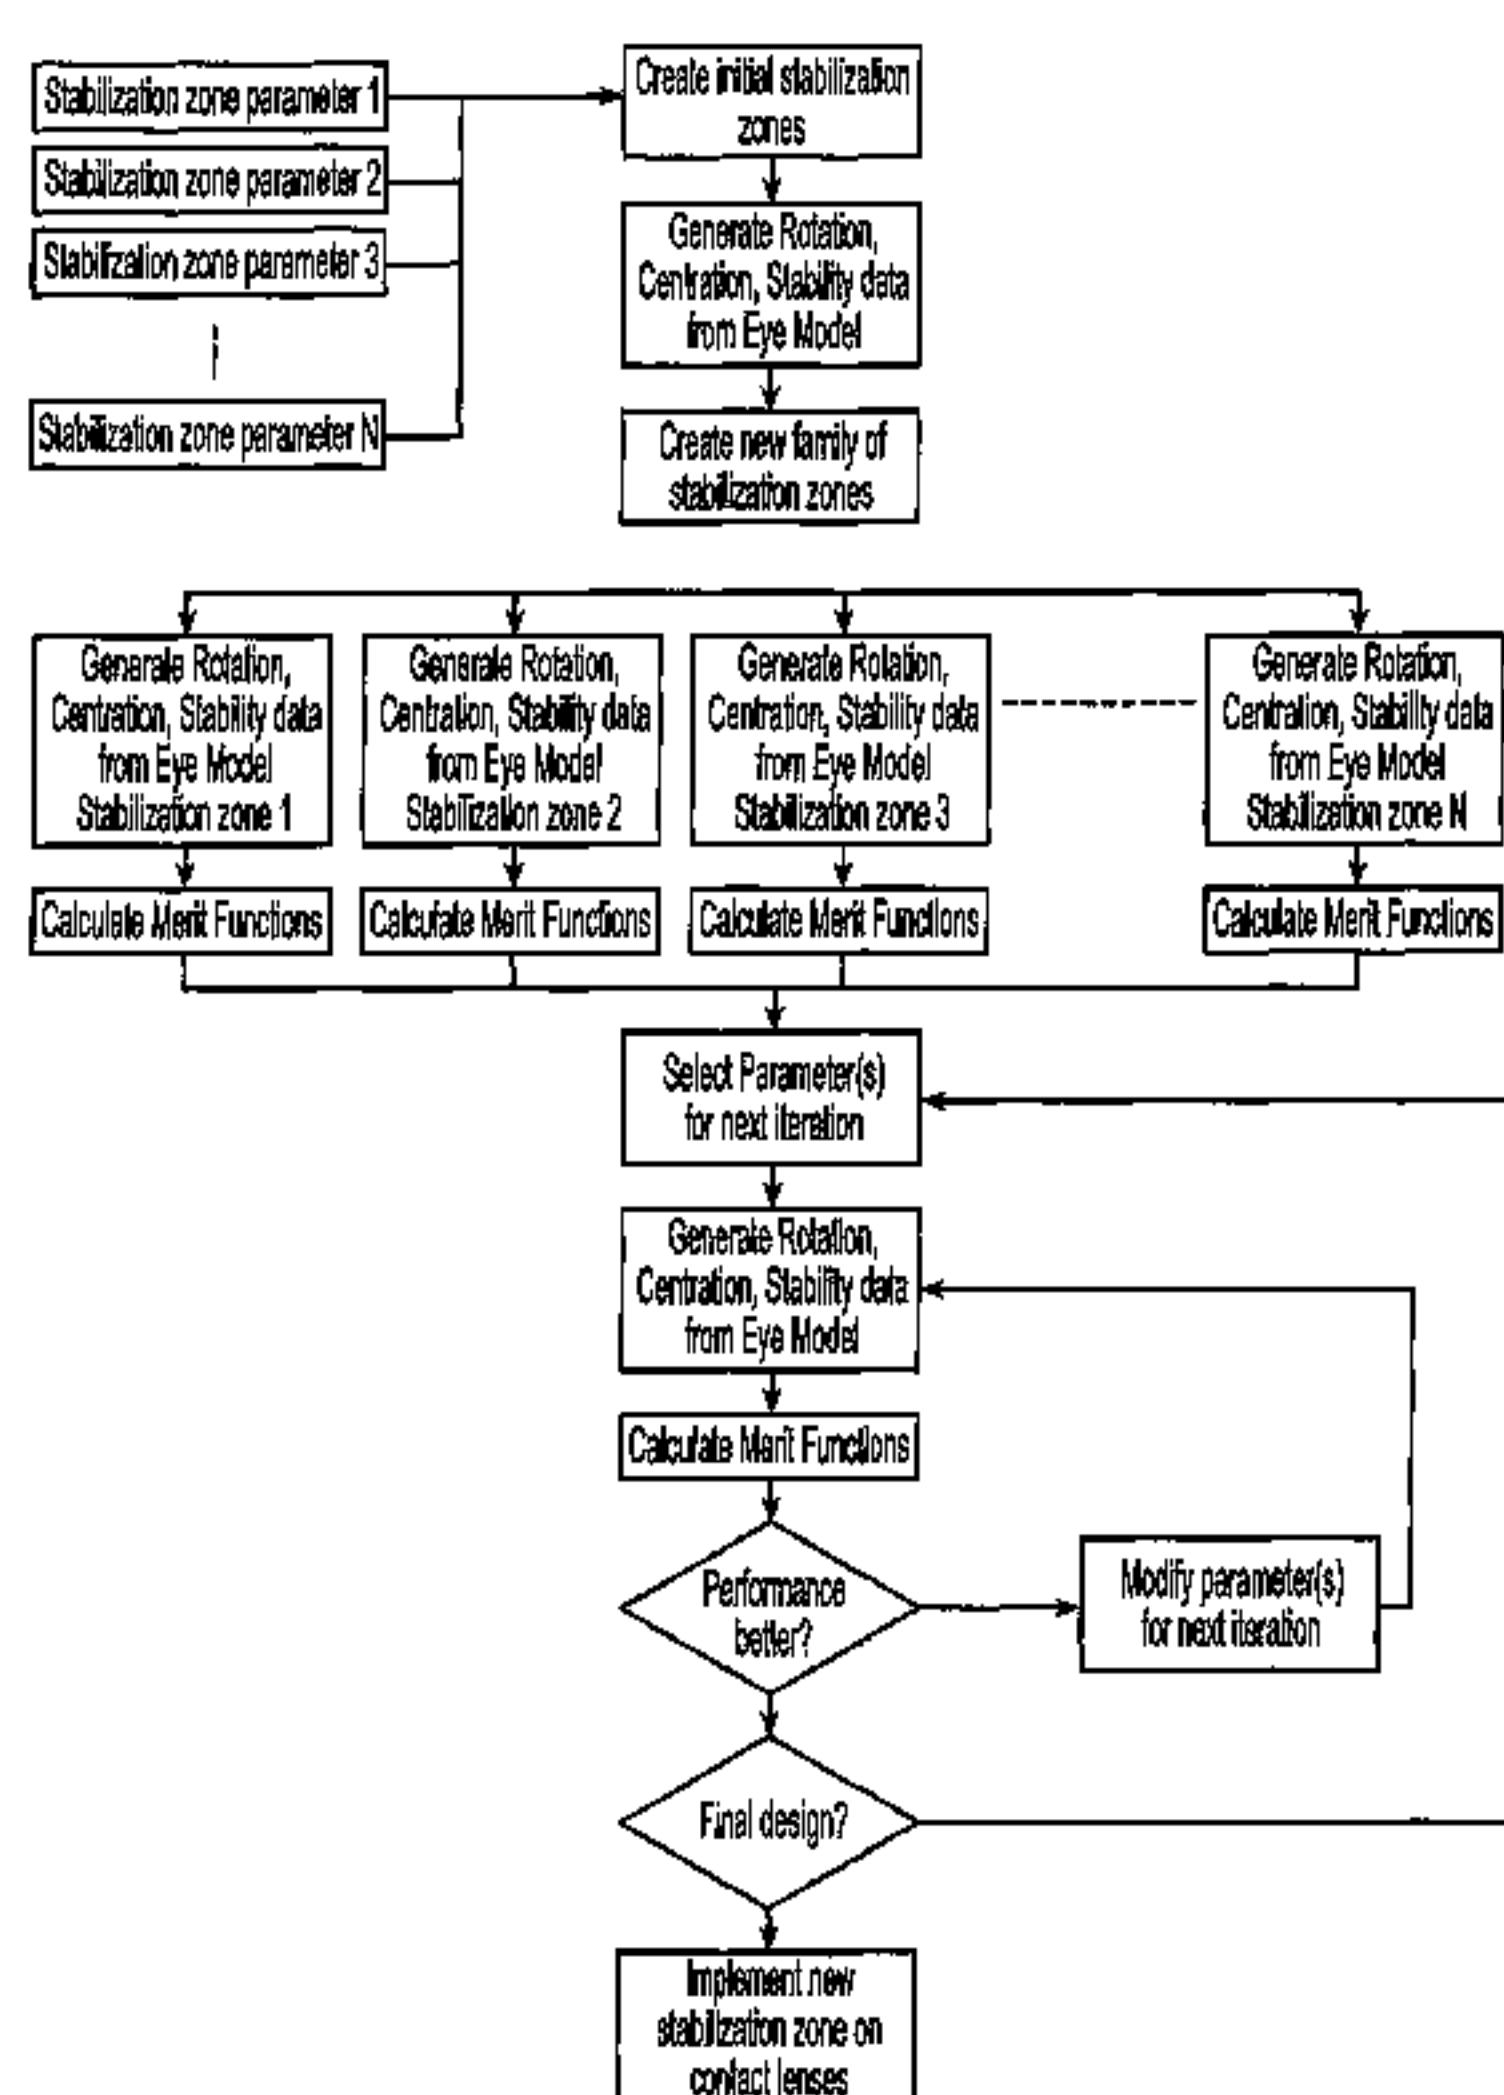 Stabilization zone parameter 1
Stabilization zone parameter 2
Stabilization zone parameter 3
Stabilization zone parameter N
Create initial stabilization
zones
Generate Rotation,
Centration, Stability data
from Eye Model
Create new family of
stabilization zones
Generate Rotation,
Centration, Stability data
from Eye Model
Stabilization zone 1
Generate Rotation,
Centration, Stability data
from Eye Model
Stabilization zone 2
Generate Rotation,
Centration, Stability data
from Eye Model
Stabilization zone 3
Generate Rotation,
Centration, Stability data
from Eye Model
Stabilization zone N
Calculate Merit Functions
Calculate Merit Functions
Calculate Merit Functions
Calculate Merit Functions
Select Parameter(s)
for next iteration
Generate Rotation,
Centration, Stability data
from Eye Model
Calculate Merit Functions
Performance
better?
Modify parameter(s)
for next iteration
Final design?
Implement new
stabilization zone on
contact lenses